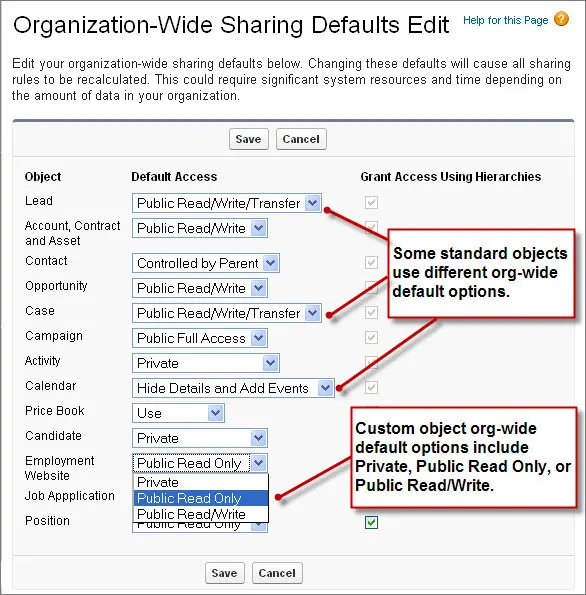 Organization-Wide Sharing Defaults Edit
Help for this Page
Edit your organization-wide sharing defaults below. Changing these defaults will cause all sharing
rules to be recalculated. This could require significant system resources and time depending on
the amount of data in your organization.
Save Cancel
Object Default Access Grant Access Using Hierarchies
Lead Public Read/Write/Transfer
Account, Contract
and Asset
Public Read/Write
Contact Controlled by Parent
Opportunity Public Read/Write
Case Public Read/Write/Transfer
Campaign Public Full Access
Activity Private
Calendar Hide Details and Add Events
Price Book Use
Candidate Private
Employment
Website
Public Read Only
Private
Job Appplication Public Read Only
Public Read/Write
Position Public Read Only
Some standard objects
use different org-wide
default options.
Custom object org-wide
default options include
Private, Public Read Only, or
Public Read/Write.
Save Cancel